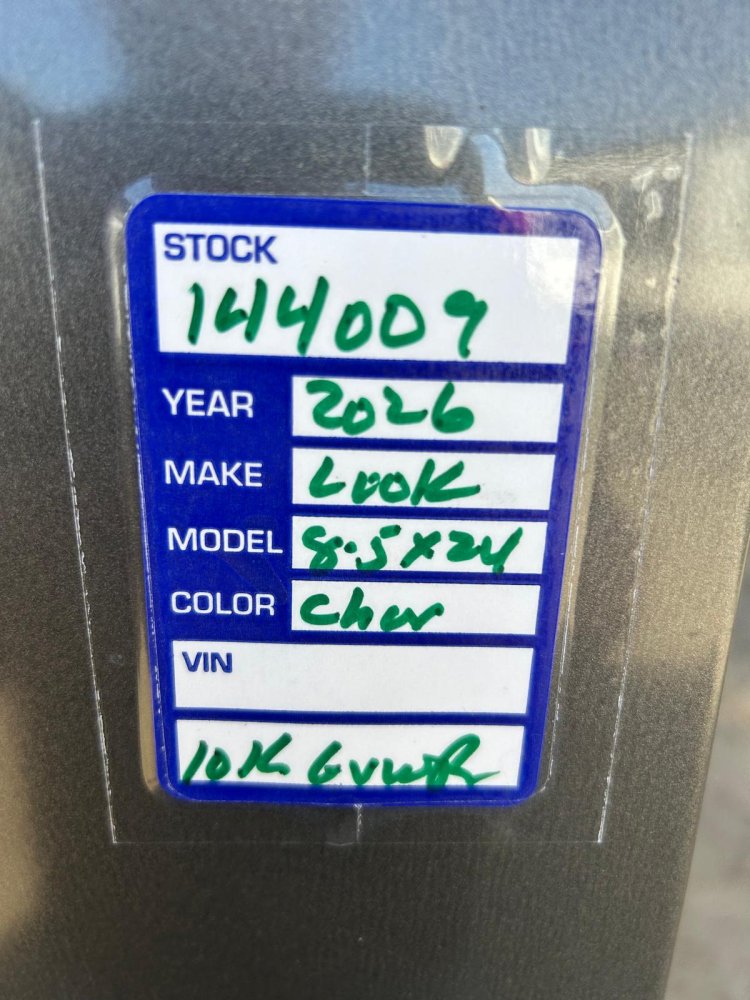 STOCK
144009
YEAR 2026
MAKE Look
MODEL 8.5x24
COLOR Char
VIN
10K GVWR